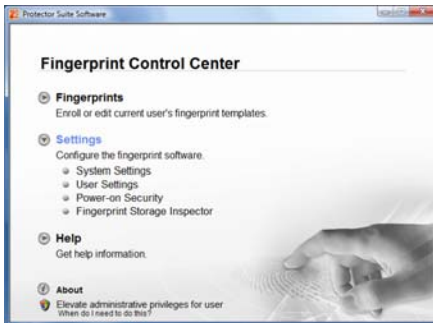 Protector Suite Software
Fingerprint Control Center
Fingerprints
Enroll or edit current user's fingerprint templates.
Settings
Configure the fingerprint software.
System Settings
User Settings
Power-on Security
Fingerprint Storage Inspector
Help
Get help information.
About
Elevate administrative privileges for user
When do I need to do this?